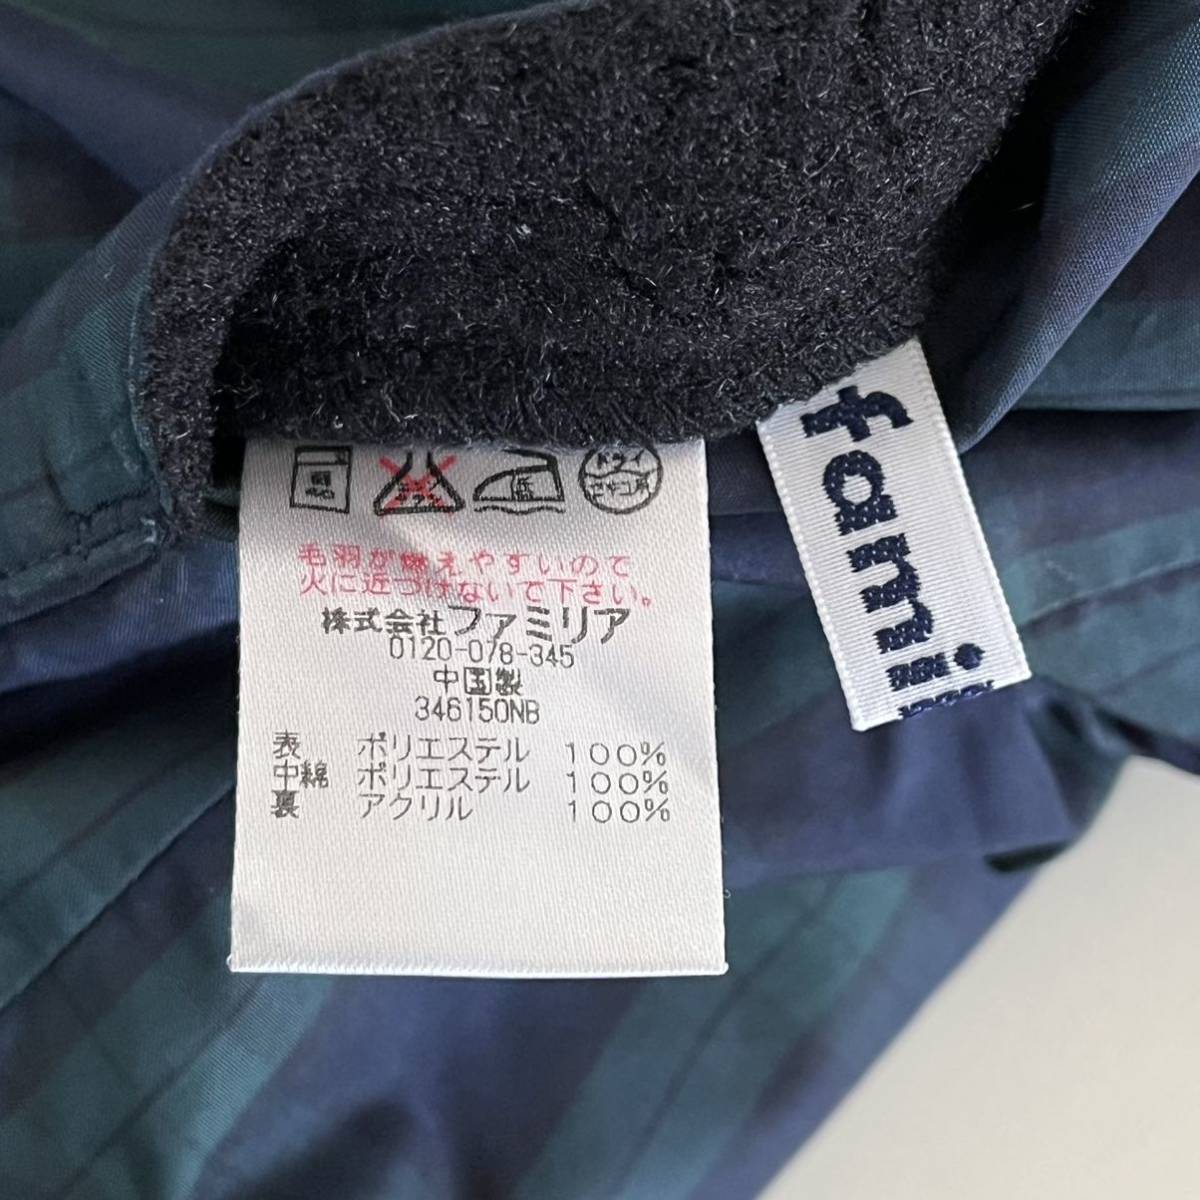 ドライ
毛羽が燃えやすいので
火に近づけないで下さい。
株式会社ファミリア
0120-078-345
中国製
346150NB
表 ポリエステル 100%
中綿 ポリエステル 100%
裏 アクリル 100%
fami